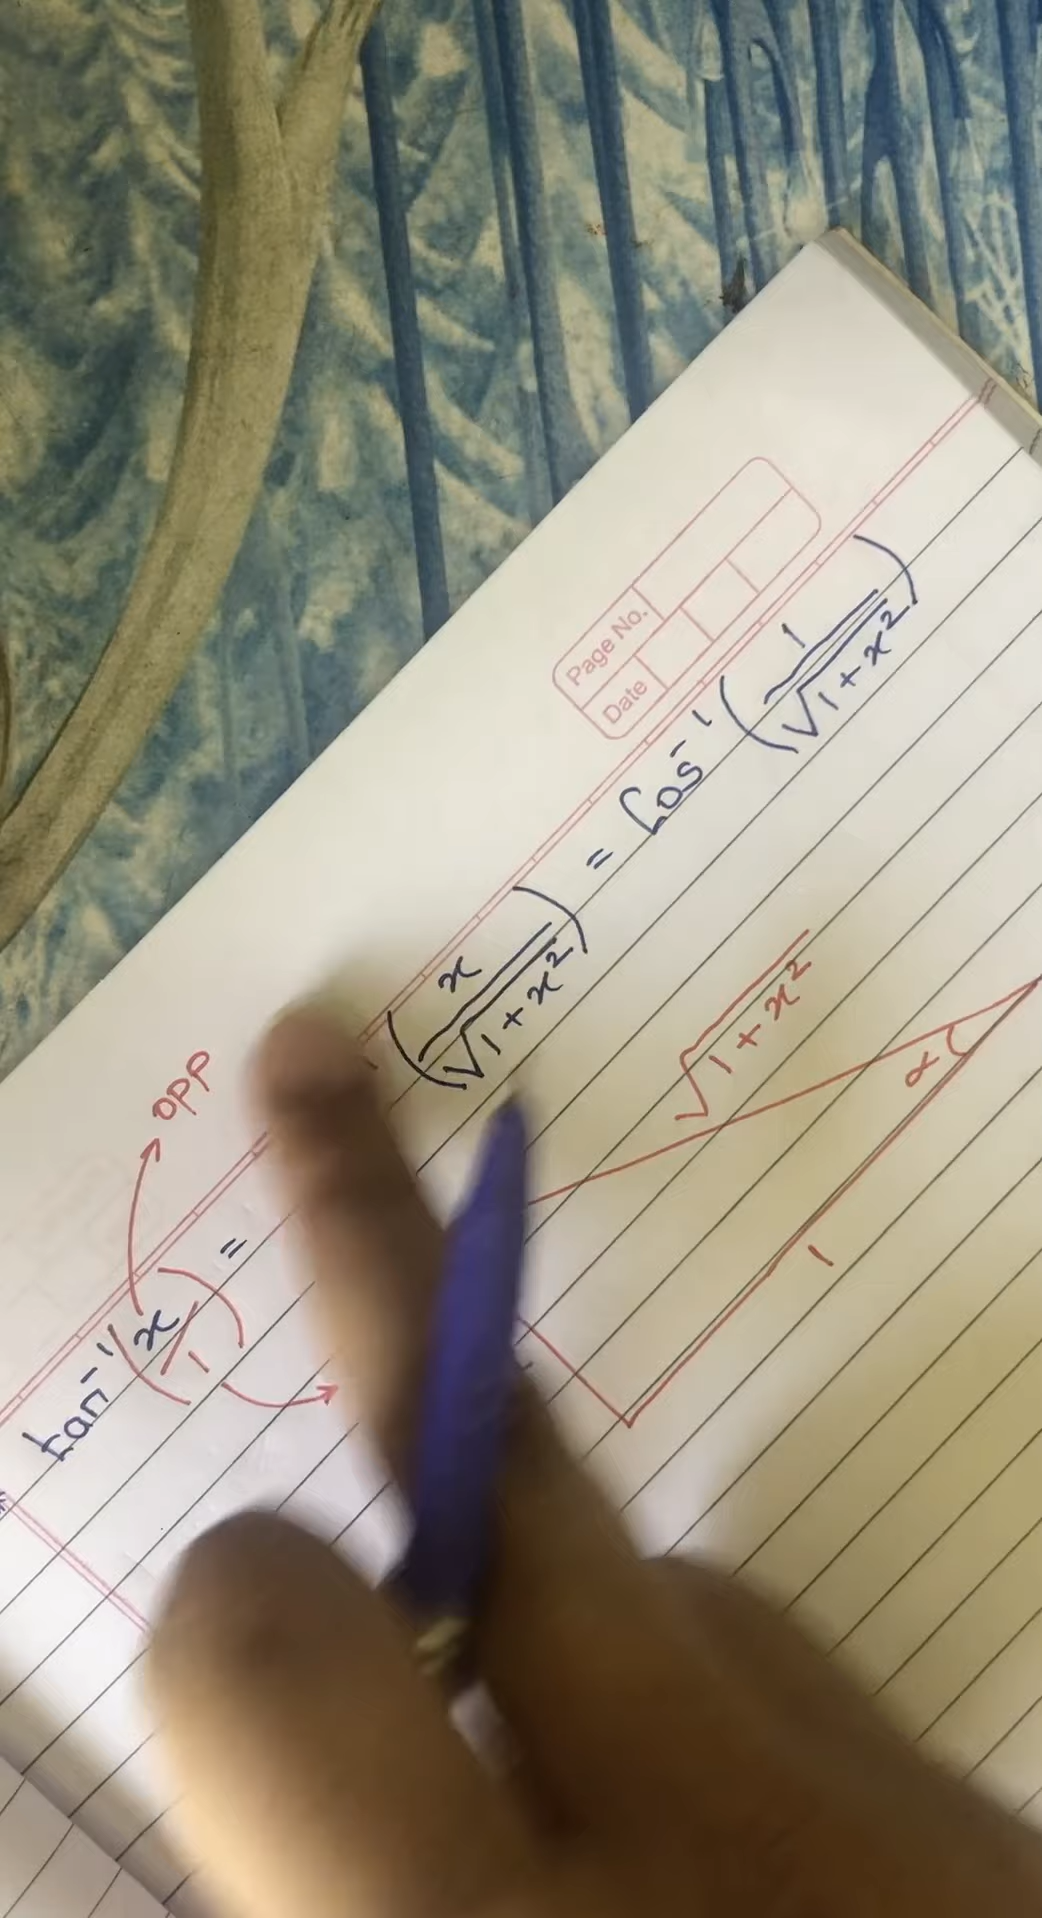 Page No.
Date
tan⁻¹(x/1) = (x/√1+x²) = Cos⁻¹(1/√1+x²)
opp
√1+x²
α
1